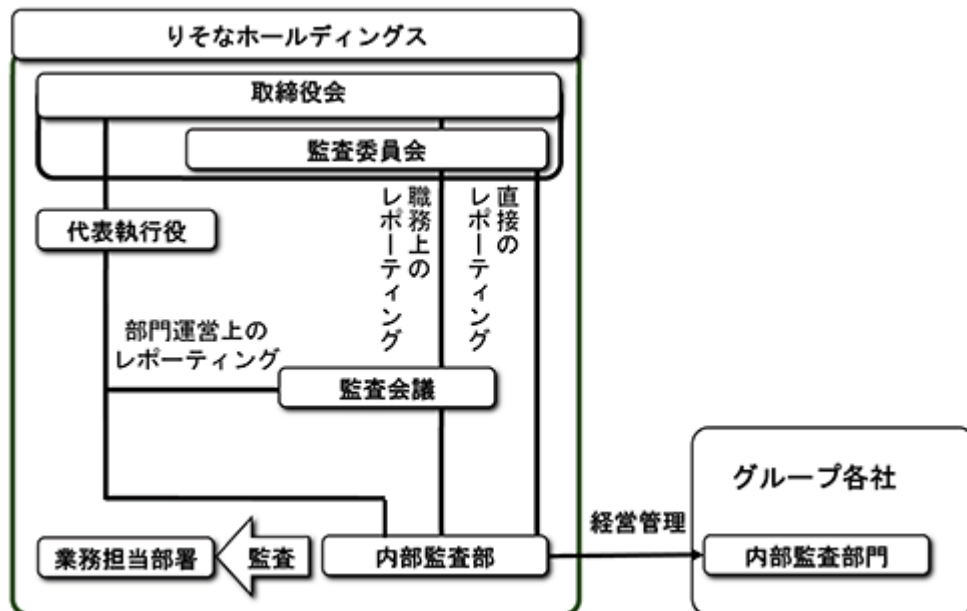 りそなホールディングス
取締役会
監査委員会
代表執行役
職務上の
レポーティング
直接の
レポーティング
部門運営上の
レポーティング
監査会議
グループ各社
経営管理
業務担当部署
監査
内部監査部
内部監査部門